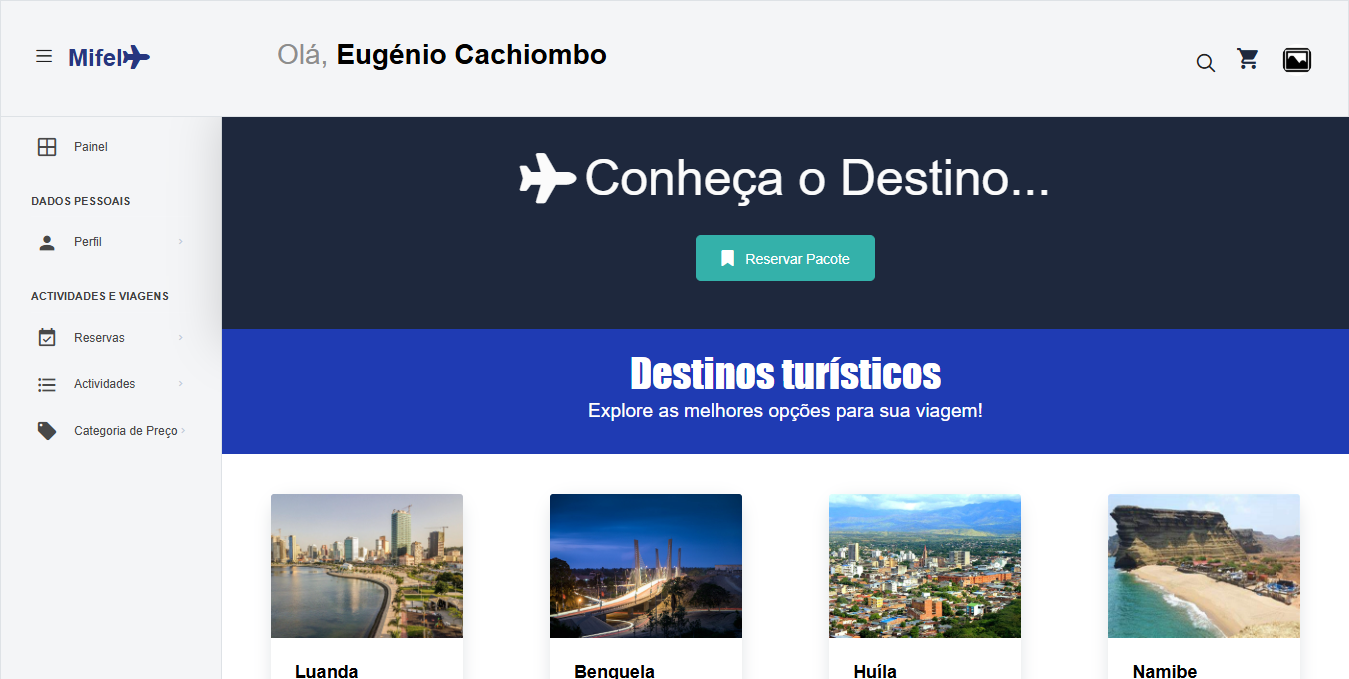 Mifel
Olá, Eugénio Cachiombo
Painel
DADOS PESSOAIS
Perfil
ACTIVIDADES E VIAGENS
Reservas
Actividades
Categoria de Preço
Conheça o Destino...
Reservar Pacote
Destinos turísticos
Explore as melhores opções para sua viagem!
Luanda
Benguela
Huíla
Namibe